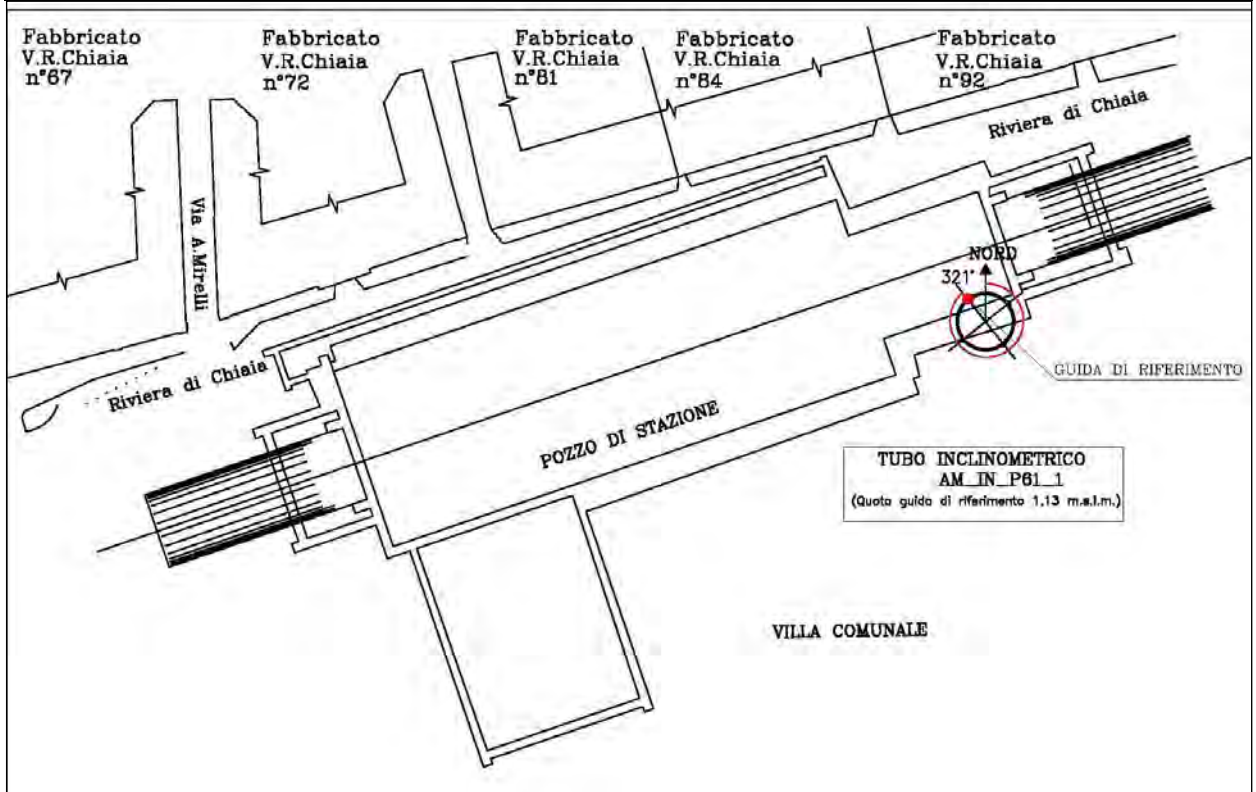 Fabbricato
V.R.Chiaia
n°67
Fabbricato
V.R.Chiaia
n°72
Fabbricato
V.R.Chiaia
n°81
Fabbricato
V.R.Chiaia
n°84
Fabbricato
V.R.Chiaia
n°92
Riviera di Chiaia
Via A.Mirelli
NORD
321°
Riviera di Chiaia
GUIDA DI RIFERIMENTO
POZZO DI STAZIONE
TUBO INCLINOMETRICO
AM_IN_P61_1
(Quota guida di riferimento 1,13 m.s.l.m.)
VILLA COMUNALE